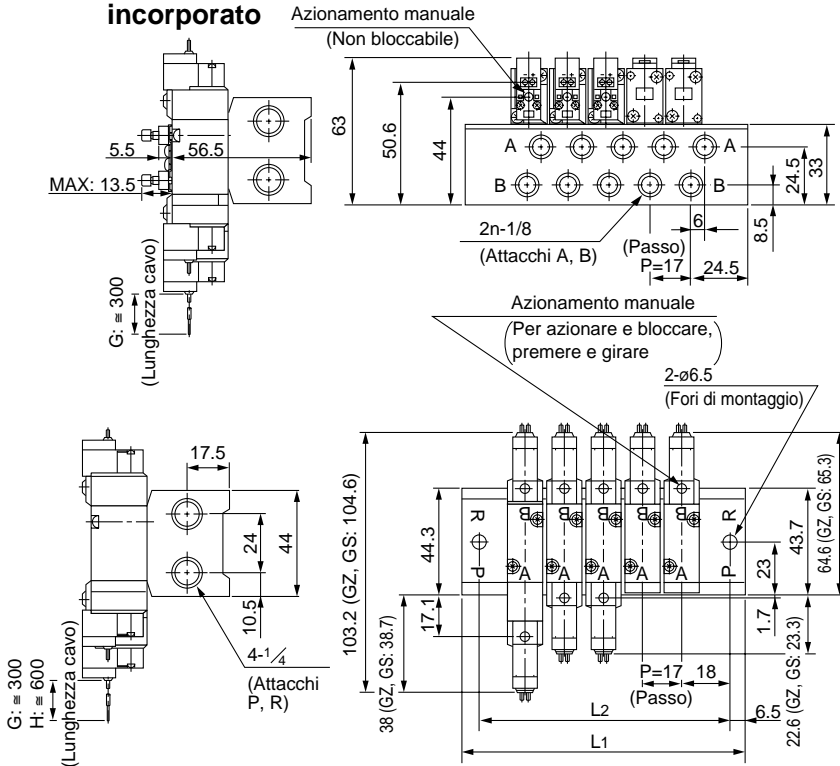 incorporato
Azionamento manuale
(Non bloccabile)
63
50.6
44
5.5
56.5
MAX: 13.5
A
A
B
B
24.5
33
8.5
6
2n-1/8
(Attacchi A, B)
(Passo)
P=17
24.5
G: ≅ 300
(Lunghezza cavo)
Azionamento manuale
(Per azionare e bloccare,
premere e girare)
2-ø6.5
(Fori di montaggio)
17.5
24
44
10.5
4-1/4
(Attacchi
P, R)
G: ≅ 300
H: ≅ 600
(Lunghezza cavo)
103.2 (GZ, GS: 104.6)
44.3
17.1
38 (GZ, GS: 38.7)
R
P
B
B
B
B
B
A
A
A
A
A
R
P
23
43.7
64.6 (GZ, GS: 65.3)
1.7
22.6 (GZ, GS: 23.3)
P=17
(Passo)
18
L2
6.5
L1